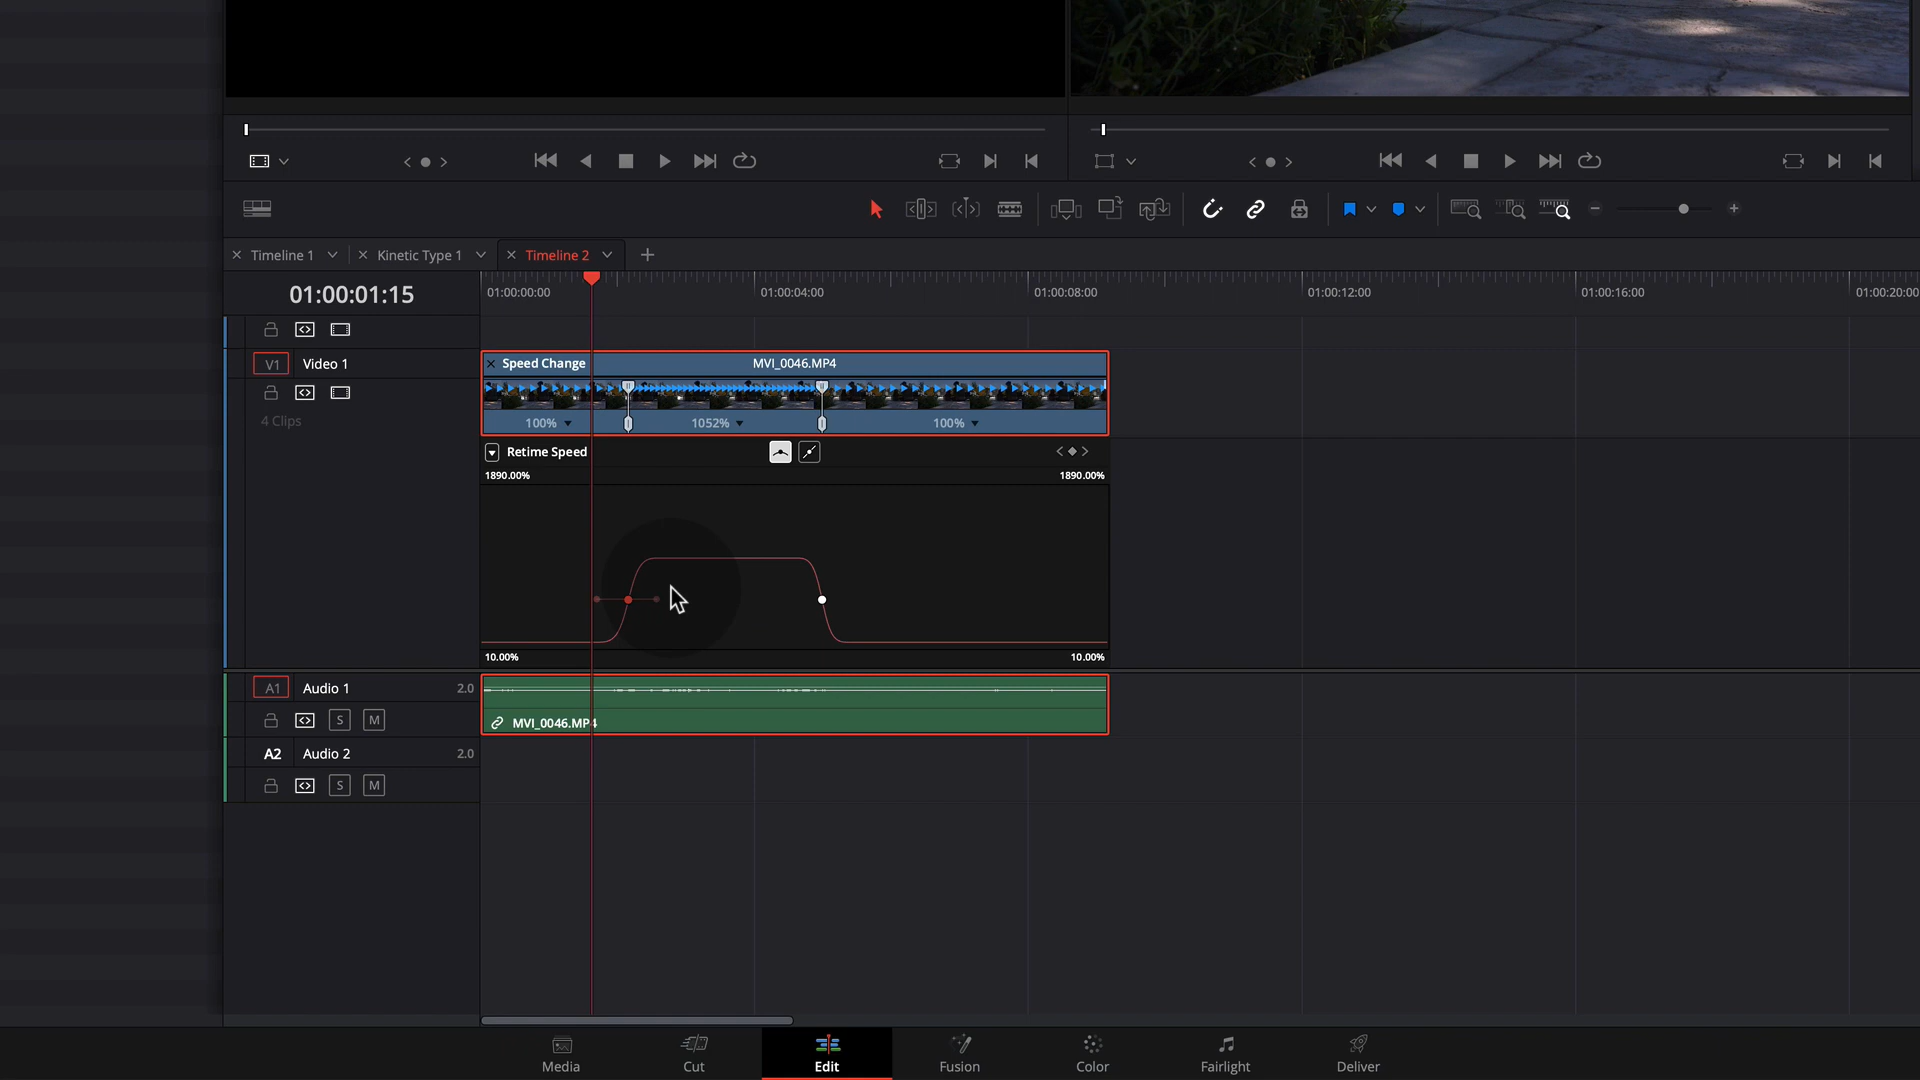 Timeline 1
Kinetic Type 1
Timeline 2
01:00:01:15
01:00:00:00
01:00:04:00
01:00:08:00
01:00:12:00
01:00:16:00
01:00:20:00
V1
Video 1
Speed Change
MVI_0046.MP4
4 Clips
100%
1052%
100%
Retime Speed
1890.00%
1890.00%
10.00%
10.00%
A1
Audio 1
2.0
S
M
MVI_0046.MP4
A2
Audio 2
2.0
S
M
Media
Cut
Edit
Fusion
Color
Fairlight
Deliver